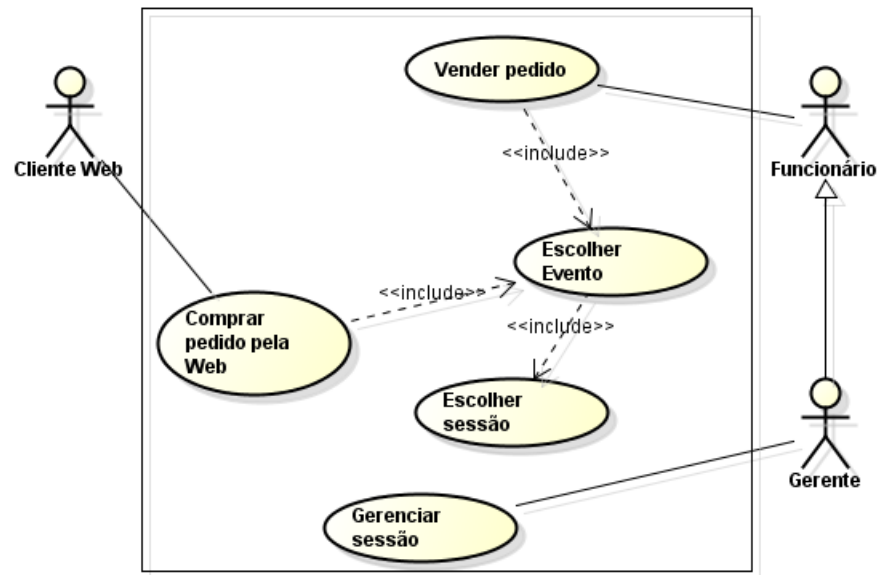 Vender pedido
Cliente Web
Funcionário
<<include>>
Escolher
Evento
<<include>>
<<include>>
Comprar
pedido pela
Web
Escolher
sessão
Gerente
Gerenciar
sessão